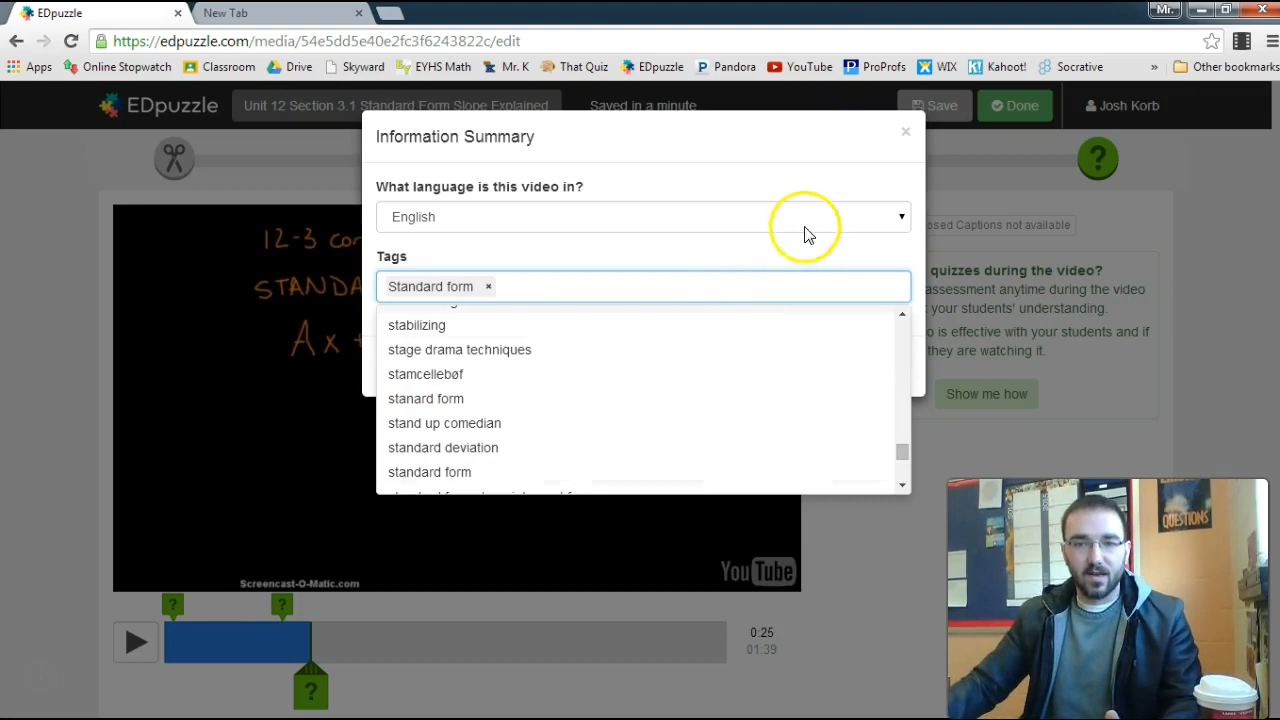 EDpuzzle
New Tab
Mr.
https://edpuzzle.com/media/54e5dd5e40e2fc3f6243822c/edit
Apps Online Stopwatch Classroom Drive Skyward EYHS Math Mr. K That Quiz EDpuzzle Pandora YouTube ProProfs WIX Kahoot! Socrative » Other bookmarks
EDpuzzle Unit 12 Section 3.1 Standard Form Slope Explained Saved in a minute Save Done Josh Korb
Information Summary ×
?
What language is this video in?
English
osed Captions not available
12-3
STANDA
Ax +
Tags
Standard form ×
stabilizing
stage drama techniques
stamcellebøf
stanard form
stand up comedian
standard deviation
standard form
quizzes during the video?
assessment anytime during the video
your students' understanding.
is effective with your students and if
they are watching it.
Show me how
Screencast-O-Matic.com
YouTube
? ?
0:25
01:39
?
QUESTIONS